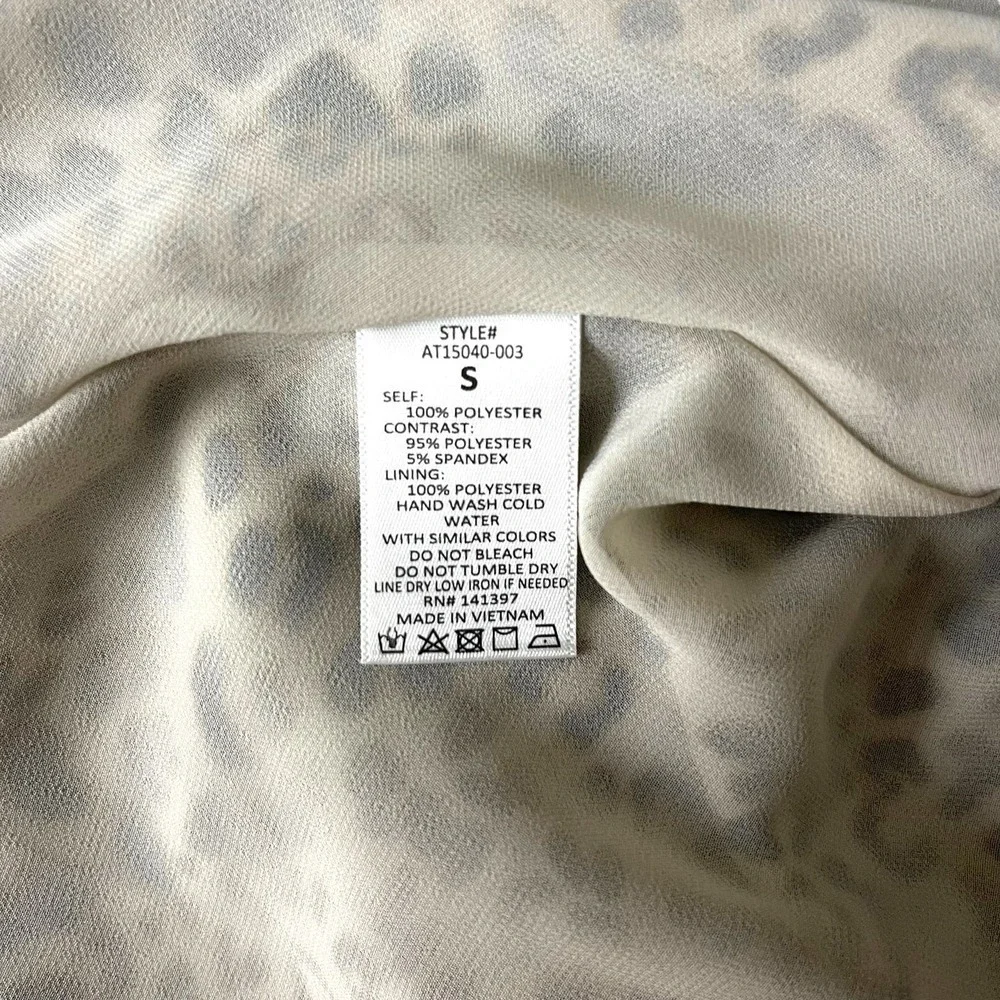 STYLE#
AT15040-003
S
SELF:
100% POLYESTER
CONTRAST:
95% POLYESTER
5% SPANDEX
LINING:
100% POLYESTER
HAND WASH COLD
WATER
WITH SIMILAR COLORS
DO NOT BLEACH
DO NOT TUMBLE DRY
LINE DRY LOW IRON IF NEEDED
RN# 141397
MADE IN VIETNAM